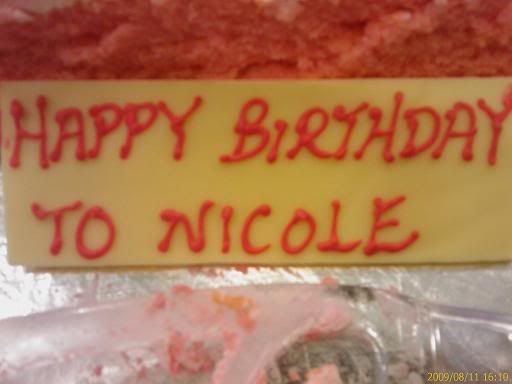 HAPPY BIRTHDAY
TO NICOLE
2009/08/11 16:10